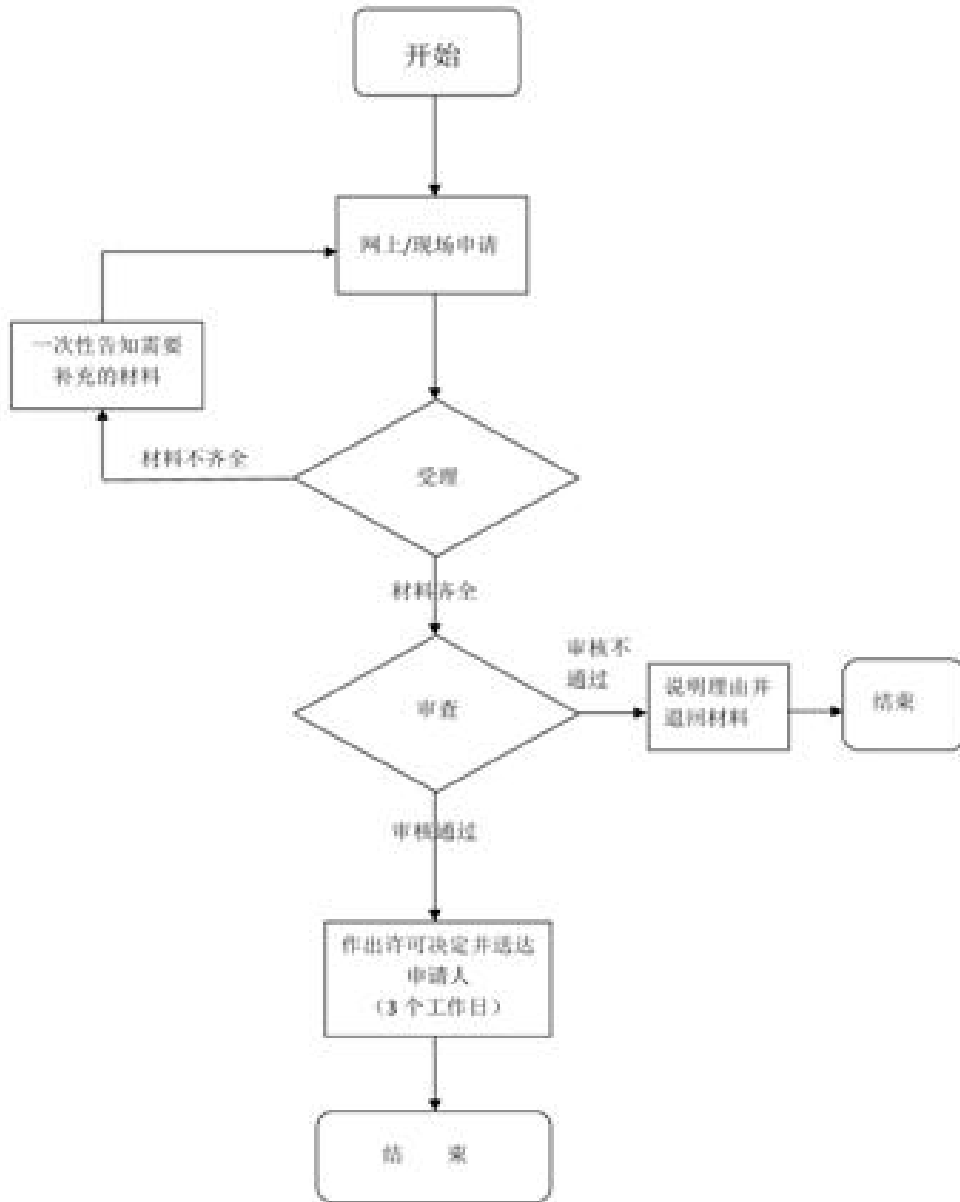 开始
网上/现场申请
一次性告知需要
补充的材料
材料不齐全
受理
材料齐全
审核不
通过
审查
说明理由并
退回材料
结束
审核通过
作出许可决定并送达
申请人
（3个工作日）
结 束